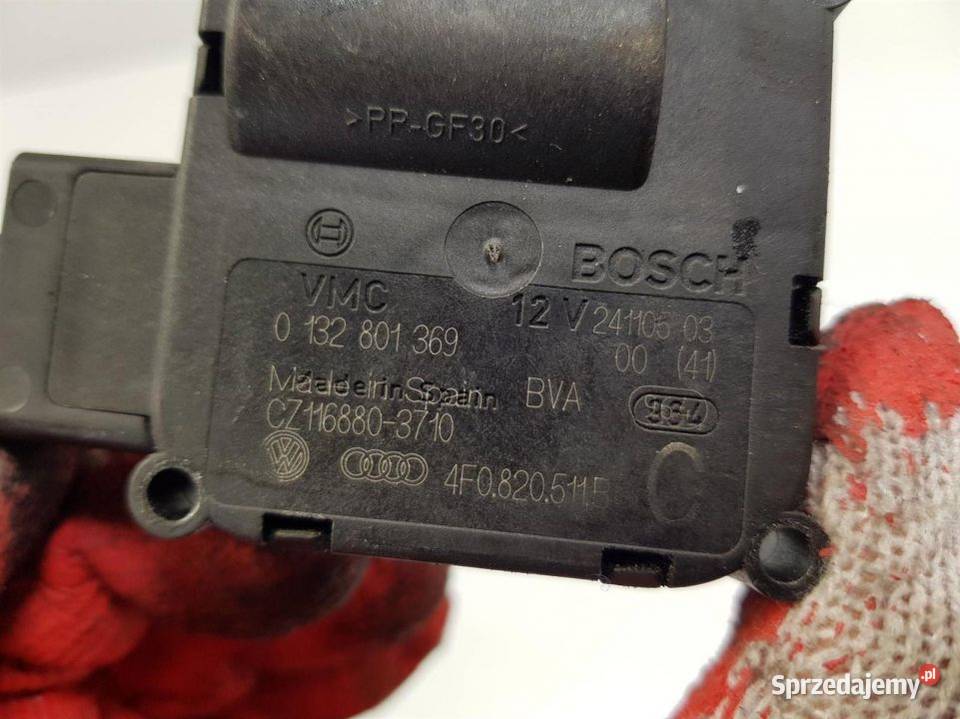 >PP-GF30<
BOSCH
VMC
12 V 241105 03
0 132 801 369
00 (41)
Made in Spain
BVA
CZ116880-3710
4F0.820.511
C
Sprzedajemy.pl